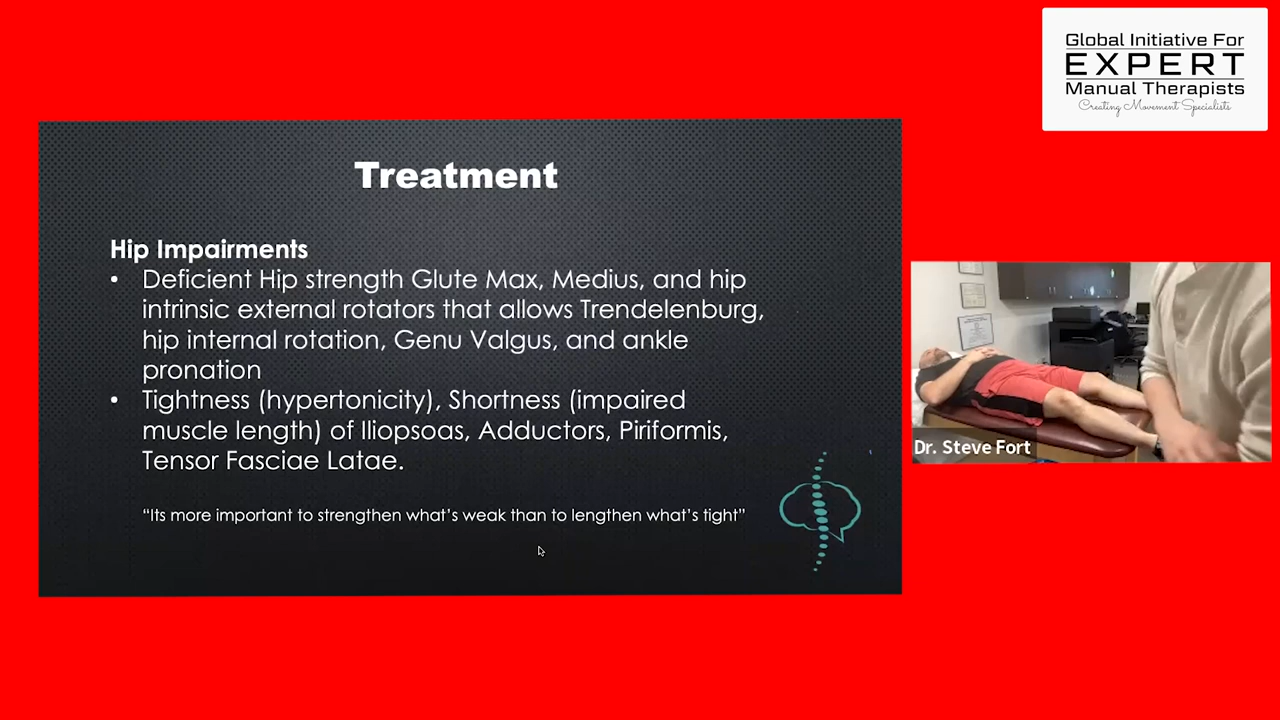 Global Initiative For
EXPERT
Manual Therapists
Creating Movement Specialists
Treatment
Hip Impairments
• Deficient Hip strength Glute Max, Medius, and hip
intrinsic external rotators that allows Trendelenburg,
hip internal rotation, Genu Valgus, and ankle
pronation
• Tightness (hypertonicity), Shortness (impaired
muscle length) of Iliopsoas, Adductors, Piriformis,
Tensor Fasciae Latae.
“Its more important to strengthen what’s weak than to lengthen what’s tight”
Dr. Steve Fort